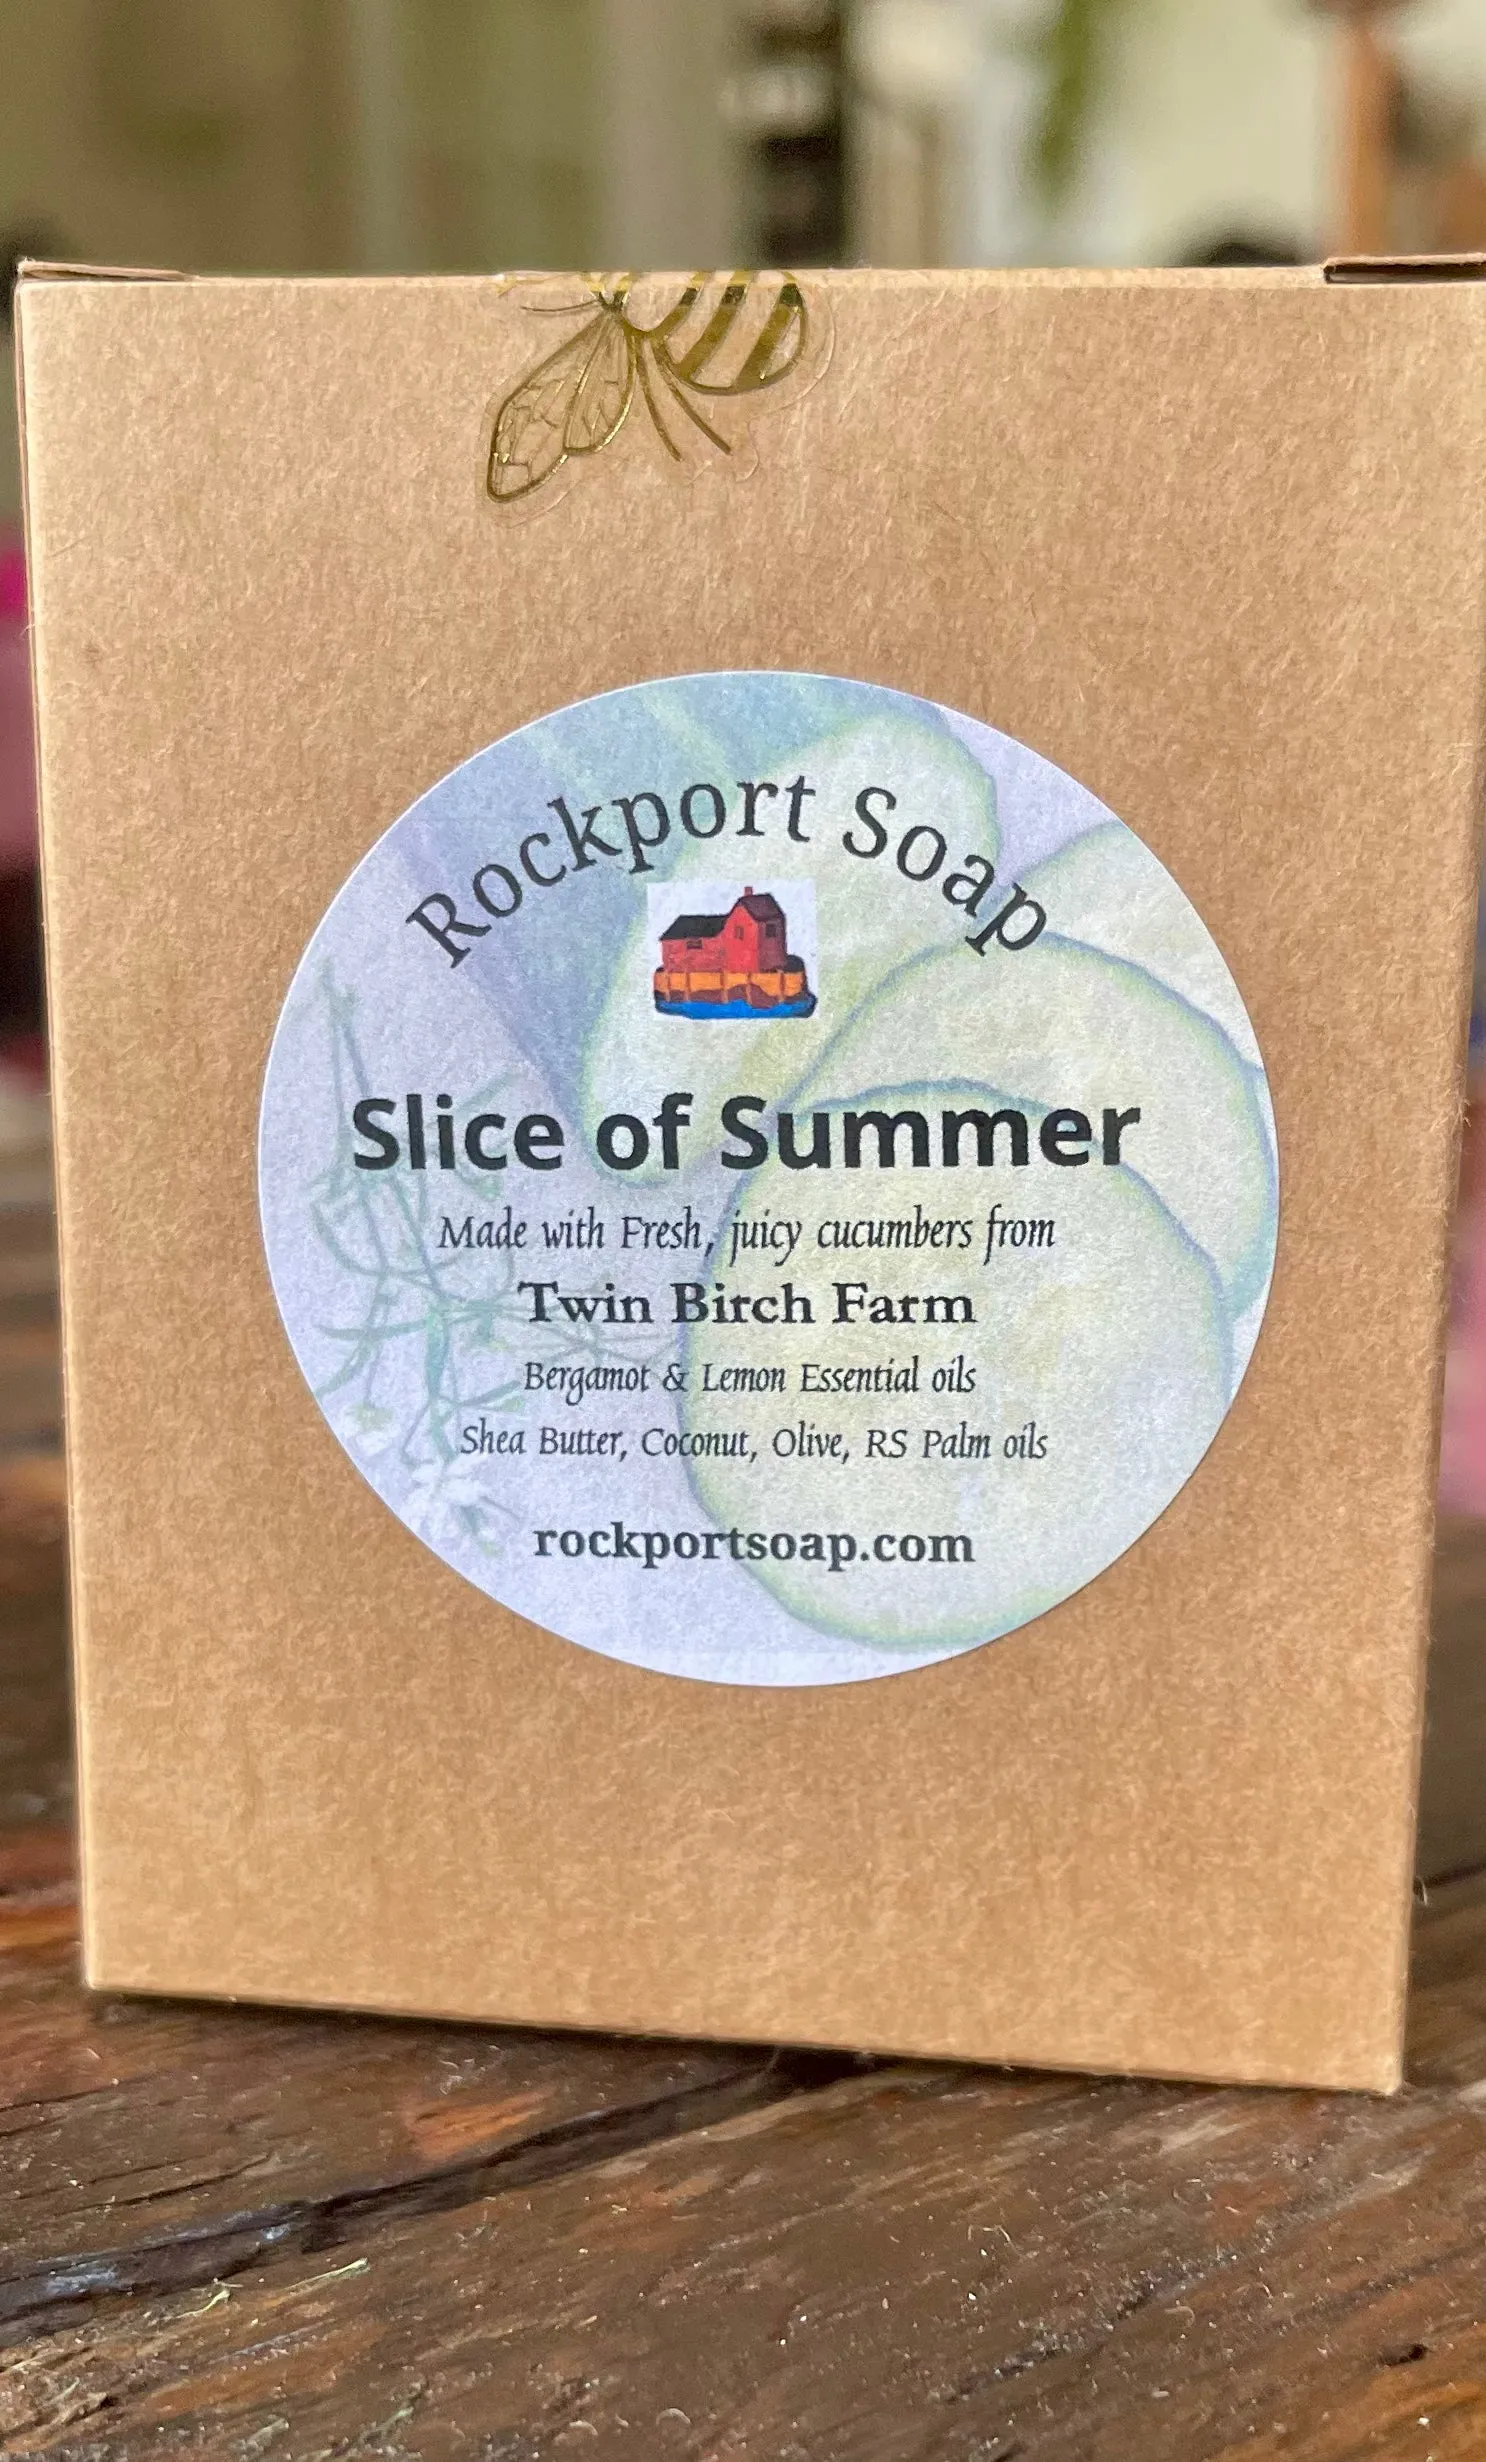 Rockport Soap
Slice of Summer
Made with Fresh, juicy cucumbers from
Twin Birch Farm
Bergamot & Lemon Essential oils
Shea Butter, Coconut, Olive, RS Palm oils
rockportsoap.com